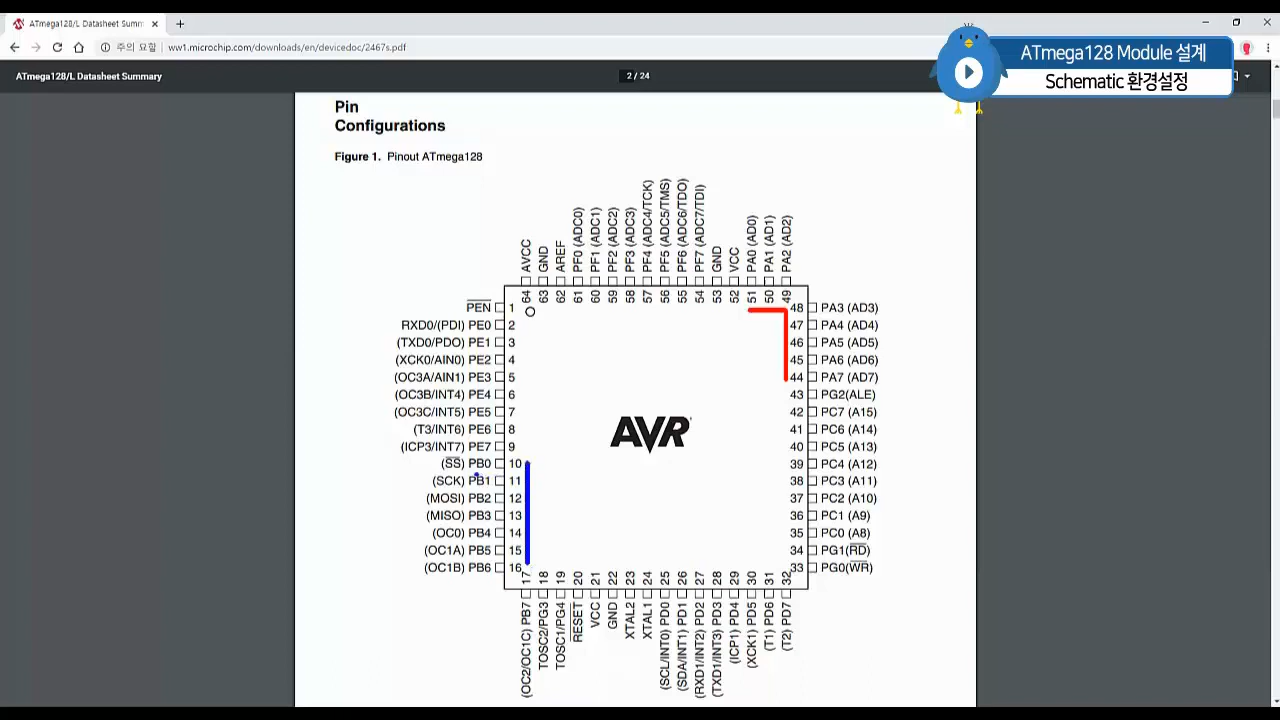 ATmega128/L Datasheet Summ
주의 요함
ww1.microchip.com/downloads/en/devicedoc/2467s.pdf
ATmega128 Module 설계
Schematic 환경설정
ATmega128/L Datasheet Summary
2 / 24
Pin
Configurations
Figure 1. Pinout ATmega128
AVCC
GND
AREF
PF0 (ADC0)
PF1 (ADC1)
PF2 (ADC2)
PF3 (ADC3)
PF4 (ADC4/TCK)
PF5 (ADC5/TMS)
PF6 (ADC6/TDO)
PF7 (ADC7/TDI)
GND
VCC
PA0 (AD0)
PA1 (AD1)
PA2 (AD2)
64 63 62 61 60 59 58 57 56 55 54 53 52 51 50 49
PEN 1
RXD0/(PDI) PE0 2
(TXD0/PDO) PE1 3
(XCK0/AIN0) PE2 4
(OC3A/AIN1) PE3 5
(OC3B/INT4) PE4 6
(OC3C/INT5) PE5 7
(T3/INT6) PE6 8
(ICP3/INT7) PE7 9
(SS) PB0 10
(SCK) PB1 11
(MOSI) PB2 12
(MISO) PB3 13
(OC0) PB4 14
(OC1A) PB5 15
(OC1B) PB6 16
AVR
48 PA3 (AD3)
47 PA4 (AD4)
46 PA5 (AD5)
45 PA6 (AD6)
44 PA7 (AD7)
43 PG2(ALE)
42 PC7 (A15)
41 PC6 (A14)
40 PC5 (A13)
39 PC4 (A12)
38 PC3 (A11)
37 PC2 (A10)
36 PC1 (A9)
35 PC0 (A8)
34 PG1(RD)
33 PG0(WR)
17 18 19 20 21 22 23 24 25 26 27 28 29 30 31 32
(OC2/OC1C) PB7
TOSC2/PG3
TOSC1/PG4
RESET
VCC
GND
XTAL2
XTAL1
(SCL/INT0) PD0
(SDA/INT1) PD1
(RXD1/INT2) PD2
(TXD1/INT3) PD3
(ICP1) PD4
(XCK1) PD5
(T1) PD6
(T2) PD7